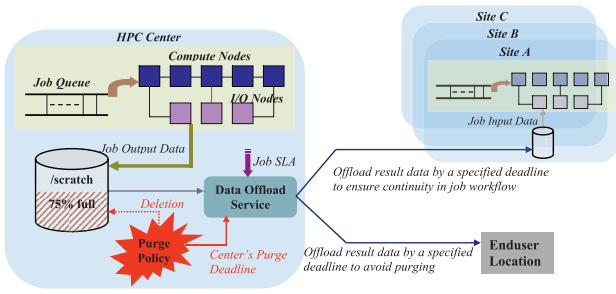 HPC Center
Compute Nodes
Job Queue
I/O Nodes
Job Output Data
Job SLA
/scratch
75% full
Deletion
Data Offload
Service
Purge
Policy
Center's Purge
Deadline
Site C
Site B
Site A
Job Input Data
Offload result data by a specified deadline
to ensure continuity in job workflow
Offload result data by a specified
deadline to avoid purging
Enduser
Location